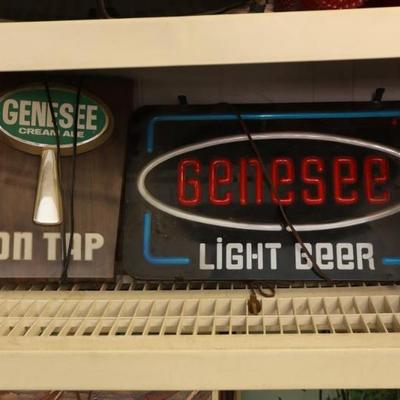 GENESEE
CREAM ALE
ON TAP
Genesee
LIGHT BEER